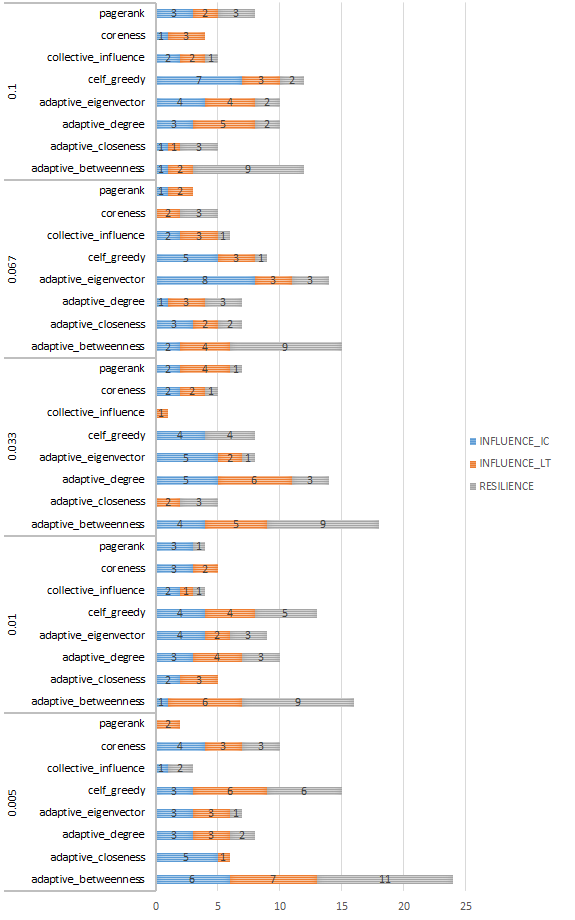 0.1
pagerank 3 2 3
coreness 1 3
collective_influence 2 2 1
celf_greedy 7 3 2
adaptive_eigenvector 4 4 2
adaptive_degree 3 5 2
adaptive_closeness 1 1 3
adaptive_betweenness 1 2 9
0.067
pagerank 1 2
coreness 2 3
collective_influence 2 3 1
celf_greedy 5 3 1
adaptive_eigenvector 8 3 3
adaptive_degree 1 3 3
adaptive_closeness 3 2 2
adaptive_betweenness 2 4 9
0.033
pagerank 2 4 1
coreness 2 2 1
collective_influence 1
celf_greedy 4 4
adaptive_eigenvector 5 2 1
adaptive_degree 5 6 3
adaptive_closeness 2 3
adaptive_betweenness 4 5 9
0.01
pagerank 3 1
coreness 3 2
collective_influence 2 1 1
celf_greedy 4 4 5
adaptive_eigenvector 4 2 3
adaptive_degree 3 4 3
adaptive_closeness 2 3
adaptive_betweenness 1 6 9
0.005
pagerank 2
coreness 4 3 3
collective_influence 1 2
celf_greedy 3 6 6
adaptive_eigenvector 3 3 1
adaptive_degree 3 3 2
adaptive_closeness 5 1
adaptive_betweenness 6 7 11
0 5 10 15 20 25
INFLUENCE_IC
INFLUENCE_LT
RESILIENCE